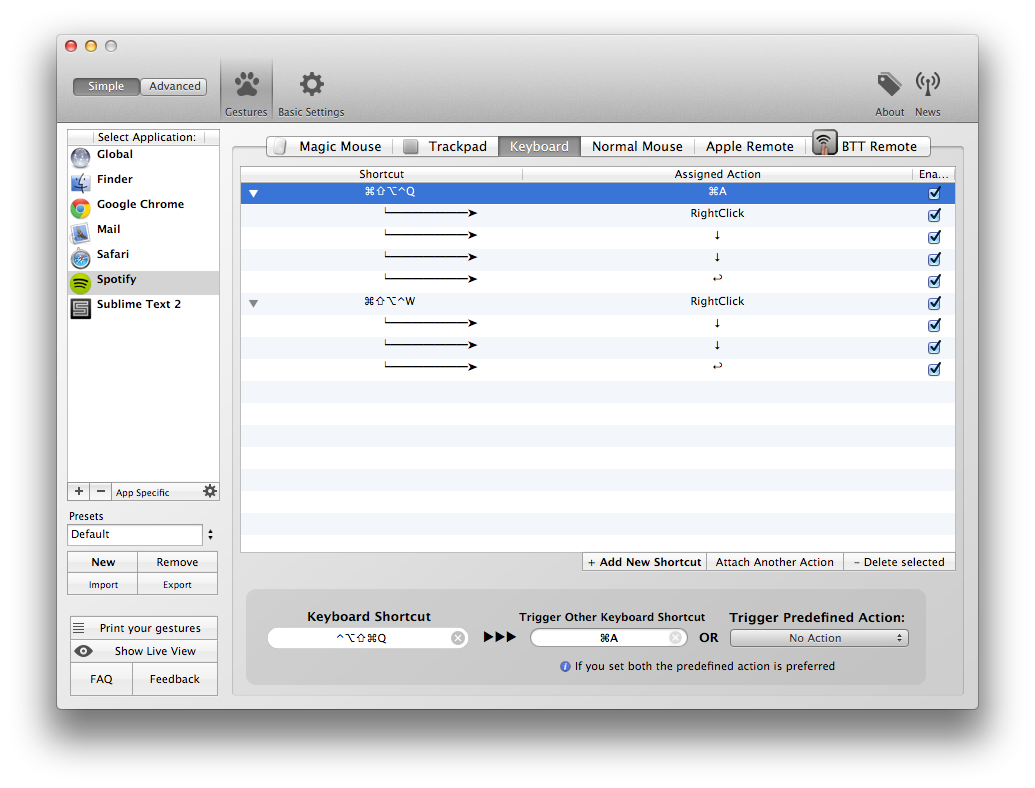 Simple Advanced
Gestures Basic Settings About News
Select Application:
Global
Finder
Google Chrome
Mail
Safari
Spotify
Sublime Text 2
+ − App Specific
Presets
Default
New Remove
Import Export
Print your gestures
Show Live View
FAQ Feedback
Magic Mouse Trackpad Keyboard Normal Mouse Apple Remote BTT Remote
Shortcut Assigned Action Ena...
⌘⇧⌥^Q ⌘A
RightClick
↓
↓
↩
⌘⇧⌥^W RightClick
↓
↓
↩
+ Add New Shortcut Attach Another Action − Delete selected
Keyboard Shortcut Trigger Other Keyboard Shortcut Trigger Predefined Action:
^⌥⇧⌘Q ⌘A OR No Action
If you set both the predefined action is preferred